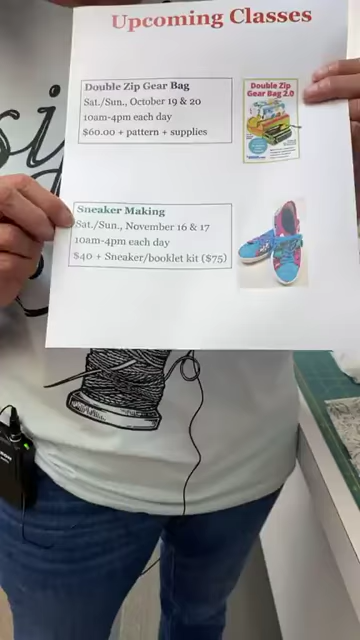 Upcoming Classes
Double Zip Gear Bag
Sat./Sun., October 19 & 20
10am-4pm each day
$60.00 + pattern + supplies
Double Zip
Gear Bag 2.0
Sneaker Making
Sat./Sun., November 16 & 17
10am-4pm each day
$40 + Sneaker/booklet kit ($75)